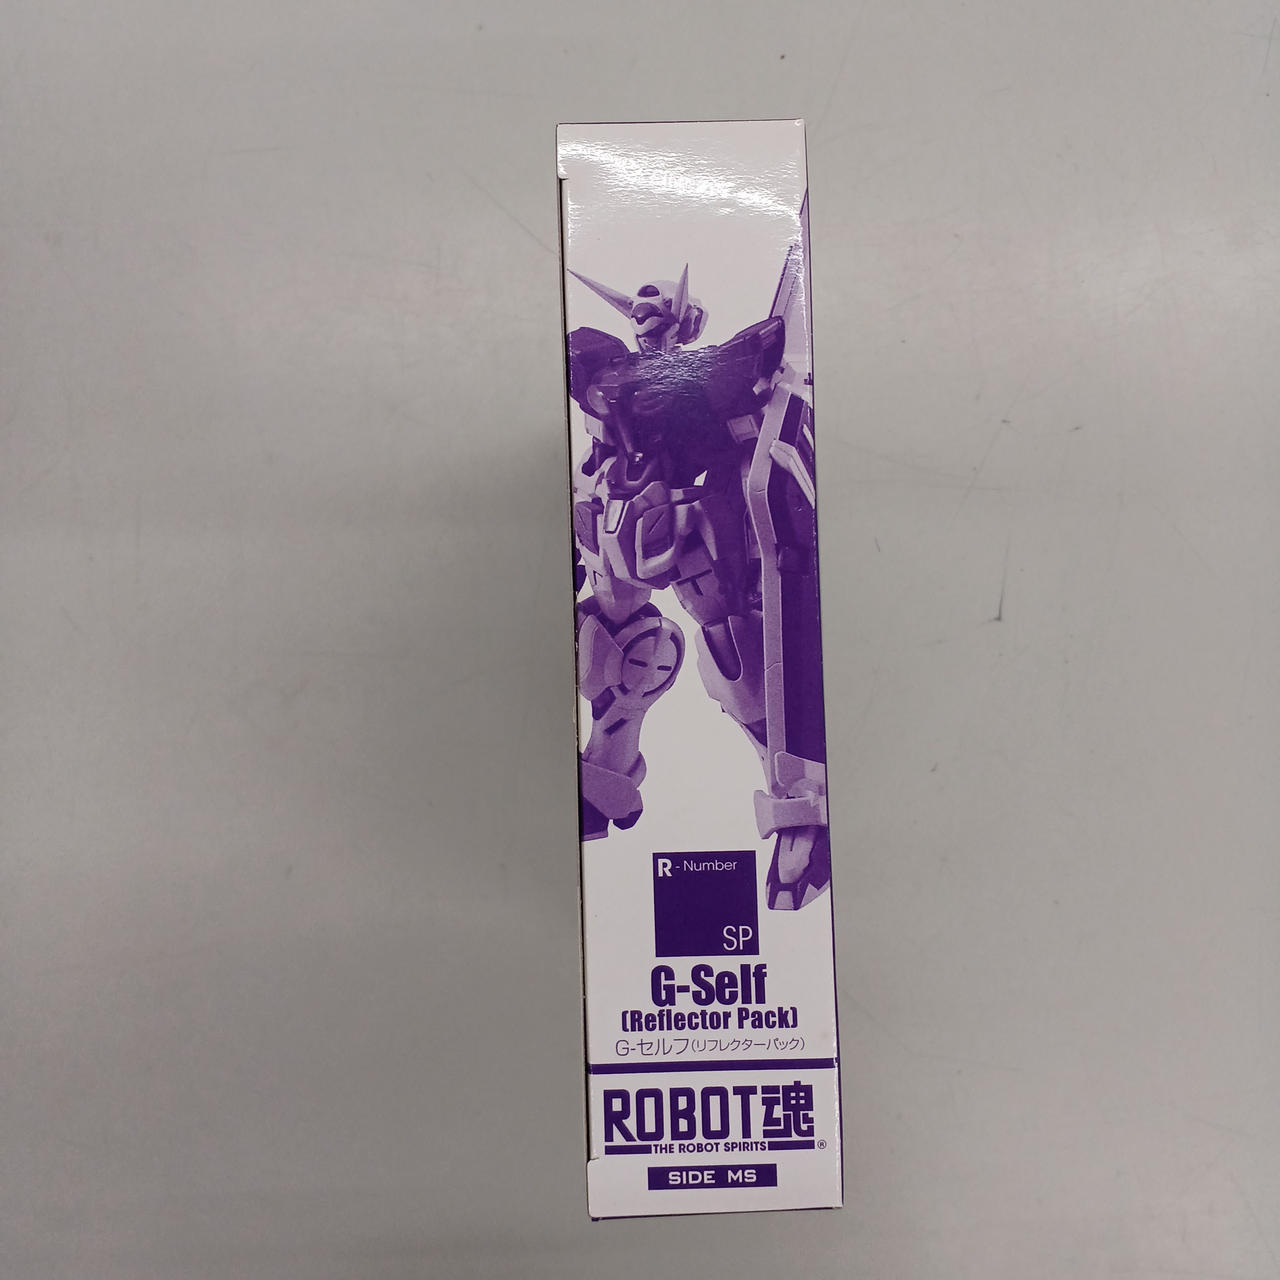 R - Number
SP
G-Self
(Reflector Pack)
G-セルフ(リフレクターパック)
ROBOT魂
THE ROBOT SPIRITS
®
SIDE MS